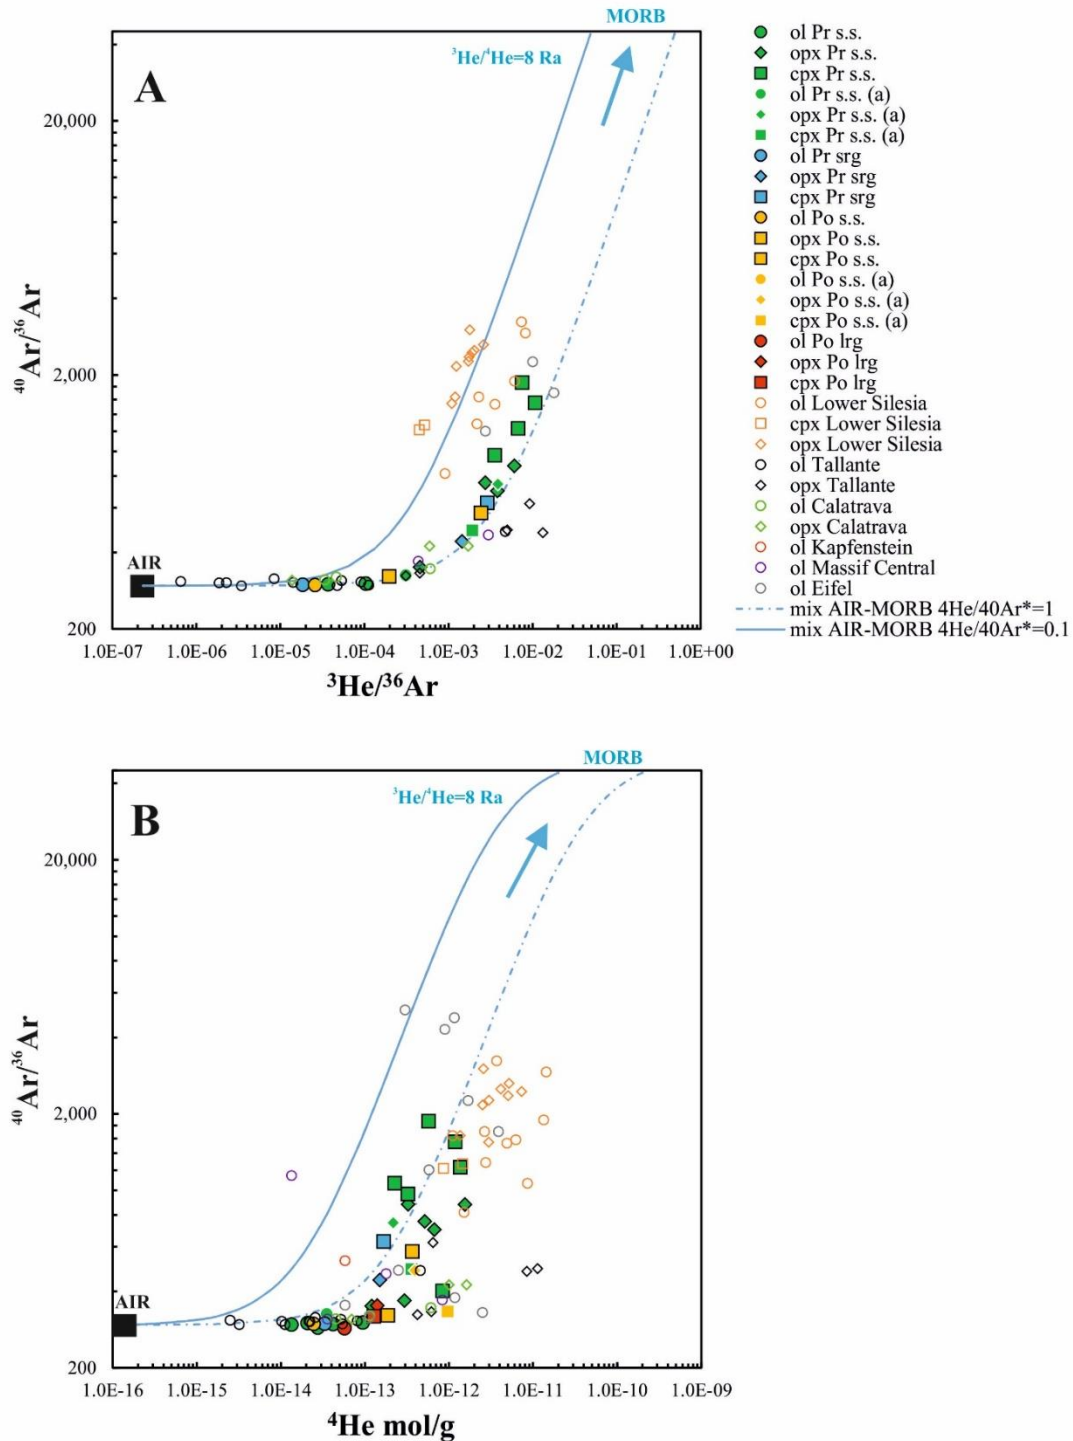 MORB
³He/⁴He=8 Ra
A
20,000
2,000
200
⁴⁰Ar/³⁶Ar
AIR
1.0E-07 1.0E-06 1.0E-05 1.0E-04 1.0E-03 1.0E-02 1.0E-01 1.0E+00
³He/³⁶Ar
ol Pr s.s.
opx Pr s.s.
cpx Pr s.s.
ol Pr s.s. (a)
opx Pr s.s. (a)
cpx Pr s.s. (a)
ol Pr srg
opx Pr srg
cpx Pr srg
ol Po s.s.
opx Po s.s.
cpx Po s.s.
ol Po s.s. (a)
opx Po s.s. (a)
cpx Po s.s. (a)
ol Po lrg
opx Po lrg
cpx Po lrg
ol Lower Silesia
cpx Lower Silesia
opx Lower Silesia
ol Tallante
opx Tallante
ol Calatrava
opx Calatrava
ol Kapfenstein
ol Massif Central
ol Eifel
mix AIR-MORB 4He/40Ar*=1
mix AIR-MORB 4He/40Ar*=0.1
MORB
³He/⁴He=8 Ra
B
20,000
2,000
200
⁴⁰Ar/³⁶Ar
AIR
1.0E-16 1.0E-15 1.0E-14 1.0E-13 1.0E-12 1.0E-11 1.0E-10 1.0E-09
⁴He mol/g